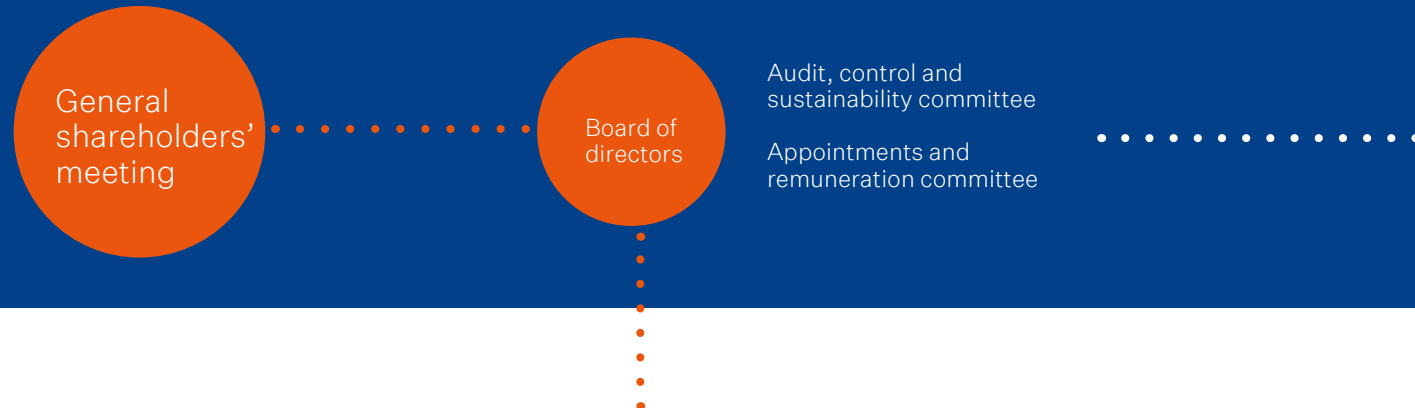 General
shareholders’
meeting
Board of
directors
Audit, control and
sustainability committee
Appointments and
remuneration committee